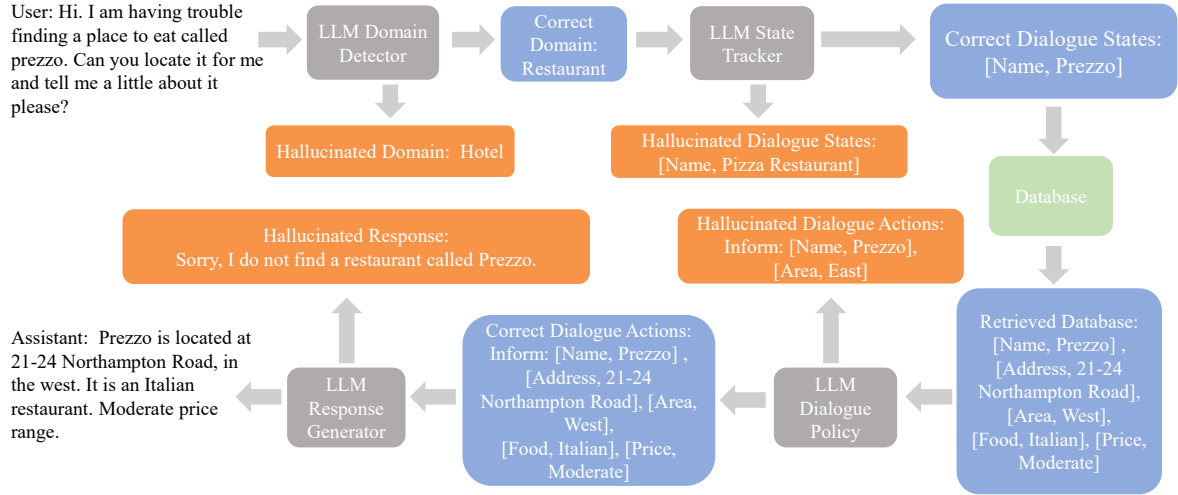 User: Hi. I am having trouble
finding a place to eat called
prezzo. Can you locate it for me
and tell me a little about it
please?
LLM Domain
Detector
Correct
Domain:
Restaurant
LLM State
Tracker
Correct Dialogue States:
[Name, Prezzo]
Hallucinated Domain: Hotel
Hallucinated Dialogue States:
[Name, Pizza Restaurant]
Database
Hallucinated Response:
Sorry, I do not find a restaurant called Prezzo.
Hallucinated Dialogue Actions:
Inform: [Name, Prezzo],
[Area, East]
Retrieved Database:
[Name, Prezzo] ,
[Address, 21-24
Northampton Road],
[Area, West],
[Food, Italian], [Price,
Moderate]
LLM
Dialogue
Policy
Correct Dialogue Actions:
Inform: [Name, Prezzo] ,
[Address, 21-24
Northampton Road], [Area,
West],
[Food, Italian], [Price,
Moderate]
LLM
Response
Generator
Assistant: Prezzo is located at
21-24 Northampton Road, in
the west. It is an Italian
restaurant. Moderate price
range.